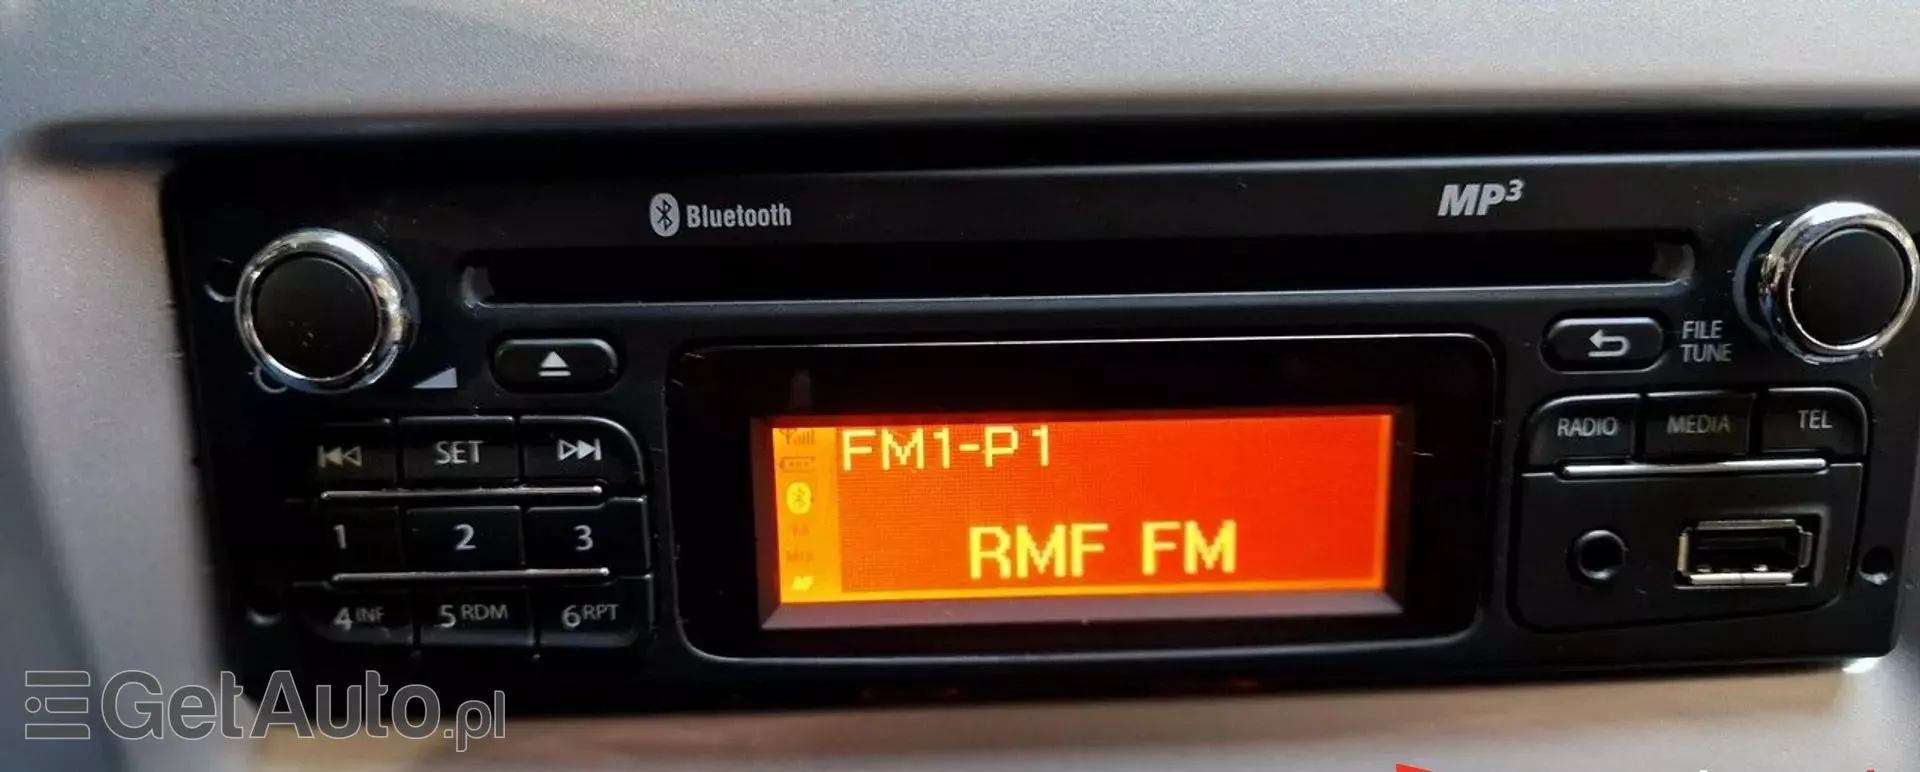 Bluetooth
MP3
FILE
TUNE
SET
RADIO MEDIA TEL
FM1-P1
1 2 3
RMF FM
AF
4 INF 5 RDM 6 RPT
GetAuto.pl